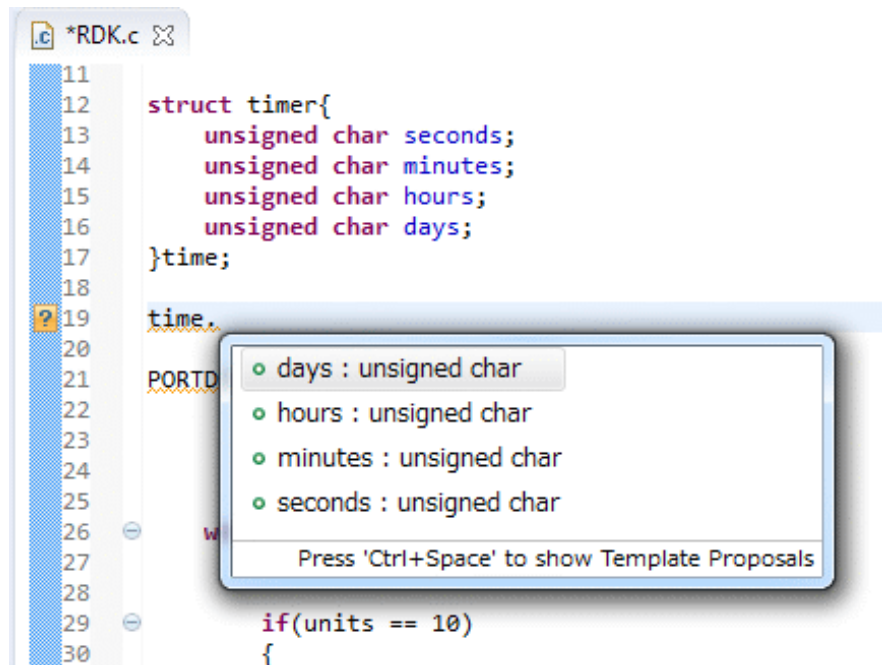 *RDK.c
11
12 struct timer{
13 unsigned char seconds;
14 unsigned char minutes;
15 unsigned char hours;
16 unsigned char days;
17 }time;
18
19 time.
20
21 PORTD
22
23
24
25
26
27
28
29 if(units == 10)
30 {
days : unsigned char
hours : unsigned char
minutes : unsigned char
seconds : unsigned char
Press 'Ctrl+Space' to show Template Proposals